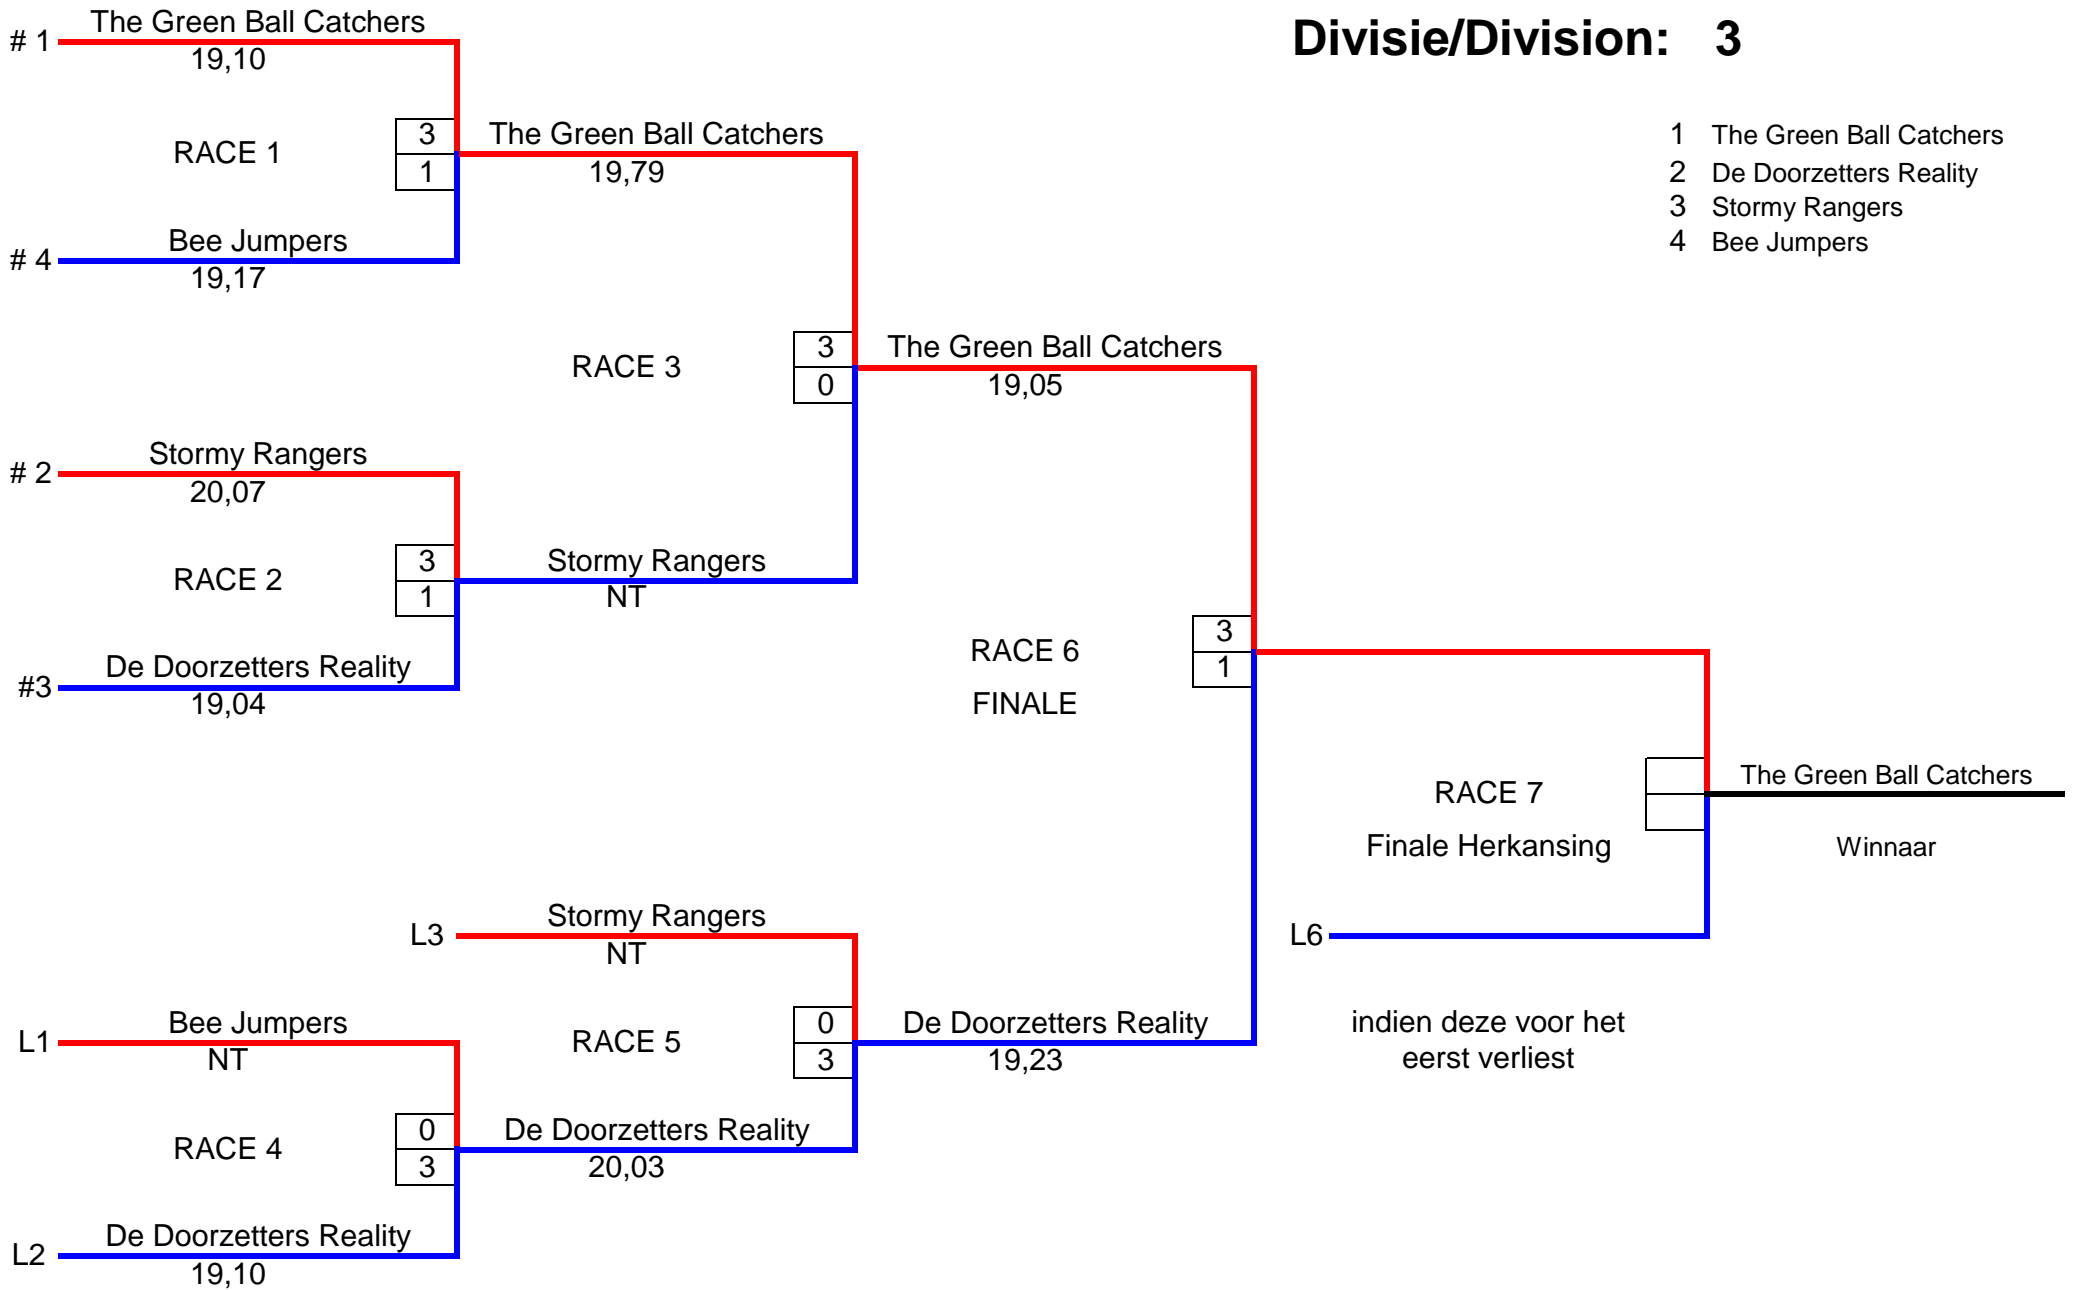 Divisie/Division: 3
1 The Green Ball Catchers
2 De Doorzetters Reality
3 Stormy Rangers
4 Bee Jumpers
# 1
The Green Ball Catchers
19,10
RACE 1
3
1
# 4
Bee Jumpers
19,17
The Green Ball Catchers
19,79
RACE 3
3
0
# 2
Stormy Rangers
20,07
RACE 2
3
1
#3
De Doorzetters Reality
19,04
Stormy Rangers
NT
The Green Ball Catchers
19,05
RACE 6
FINALE
3
1
L3
Stormy Rangers
NT
RACE 5
0
3
L1
Bee Jumpers
NT
RACE 4
0
3
L2
De Doorzetters Reality
19,10
De Doorzetters Reality
20,03
De Doorzetters Reality
19,23
RACE 7
Finale Herkansing
L6
indien deze voor het
eerst verliest
The Green Ball Catchers
Winnaar